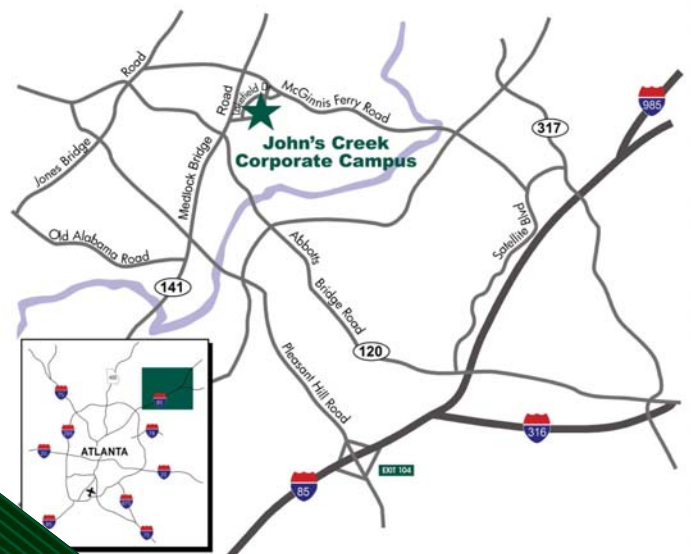 985
317
Road
McGinnis Ferry Road
Road
John's Creek
Corporate Campus
Jones Bridge
Medlock Bridge
Satellite Blvd
Old Alabama Road
Abbotts
Bridge Road
141
120
Pleasant Hill Road
316
EXIT 104
85
ATLANTA